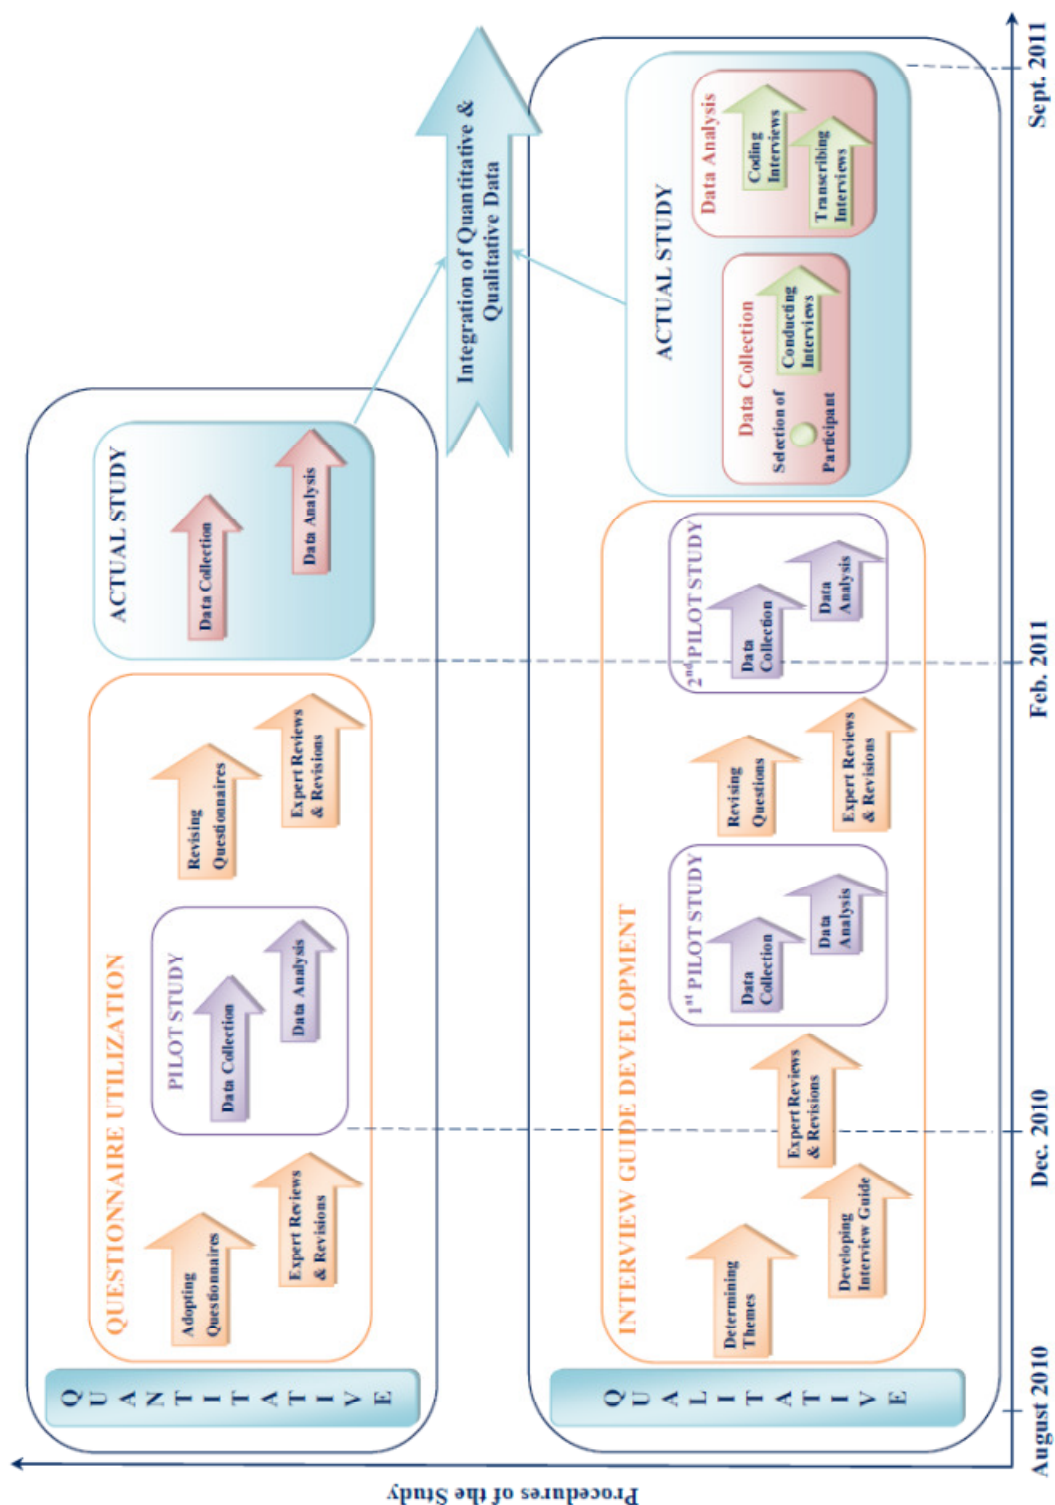 Procedures of the Study
QUANTITATIVE
QUESTIONNAIRE UTILIZATION
Adopting
Questionnaires
Expert Reviews
& Revisions
PILOT STUDY
Data Collection
Data Analysis
Revising
Questionnaires
Expert Reviews
& Revisions
ACTUAL STUDY
Data Collection
Data Analysis
Integration of Quantitative &
Qualitative Data
QUALITATIVE
INTERVIEW GUIDE DEVELOPMENT
Determining
Themes
Developing
Interview Guide
Expert Reviews
& Revisions
1st PILOT STUDY
Data
Collection
Data
Analysis
Revising
Questions
Expert Reviews
& Revisions
2nd PILOT STUDY
Data
Collection
Data
Analysis
ACTUAL STUDY
Data Collection
Selection of
Participant
Conducting
Interviews
Data Analysis
Coding
Interviews
Transcribing
Interviews
August 2010
Dec. 2010
Feb. 2011
Sept. 2011